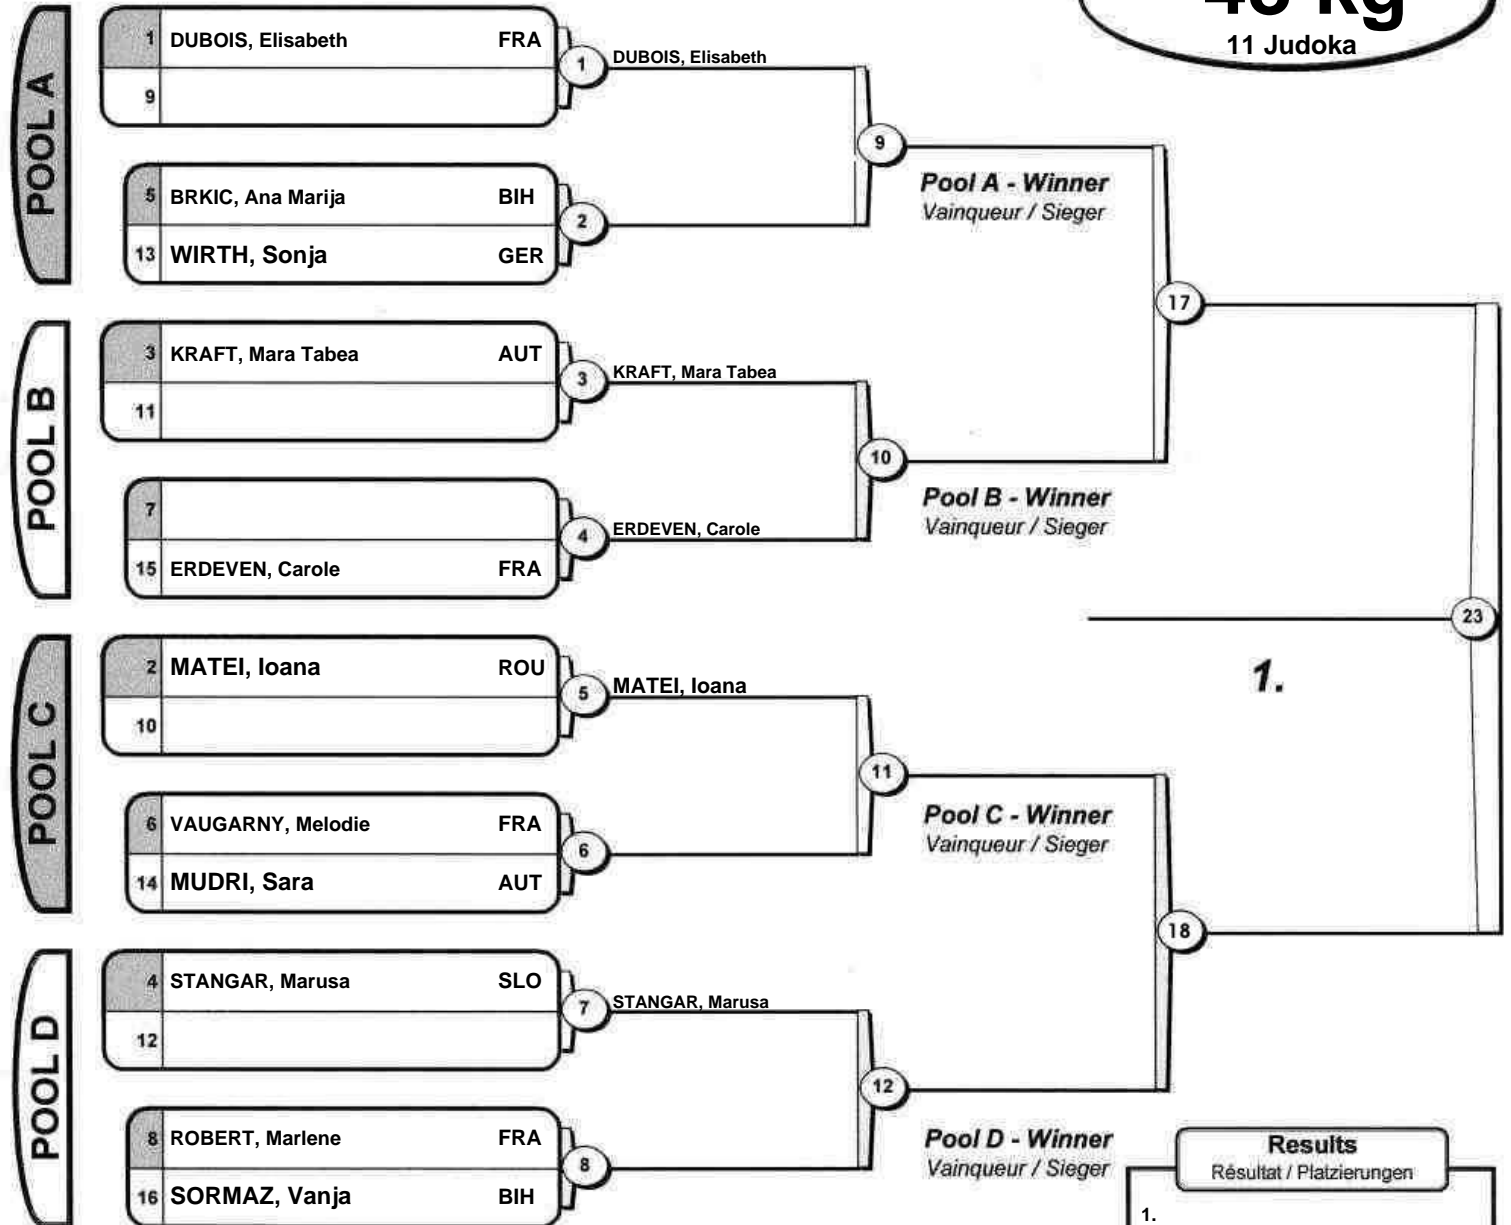 48 kg
11 Judoka
POOL A
1 DUBOIS, Elisabeth FRA
9
1
DUBOIS, Elisabeth
5 BRKIC, Ana Marija BIH
13 WIRTH, Sonja GER
2
9
Pool A - Winner
Vainqueur / Sieger
17
POOL B
3 KRAFT, Mara Tabea AUT
11
3
KRAFT, Mara Tabea
7
15 ERDEVEN, Carole FRA
4
ERDEVEN, Carole
10
Pool B - Winner
Vainqueur / Sieger
23
1.
POOL C
2 MATEI, Ioana ROU
10
5
MATEI, Ioana
6 VAUGARNY, Melodie FRA
14 MUDRI, Sara AUT
6
11
Pool C - Winner
Vainqueur / Sieger
18
POOL D
4 STANGAR, Marusa SLO
12
7
STANGAR, Marusa
8 ROBERT, Marlene FRA
16 SORMAZ, Vanja BIH
8
12
Pool D - Winner
Vainqueur / Sieger
Results
Résultat / Platzierungen
1.